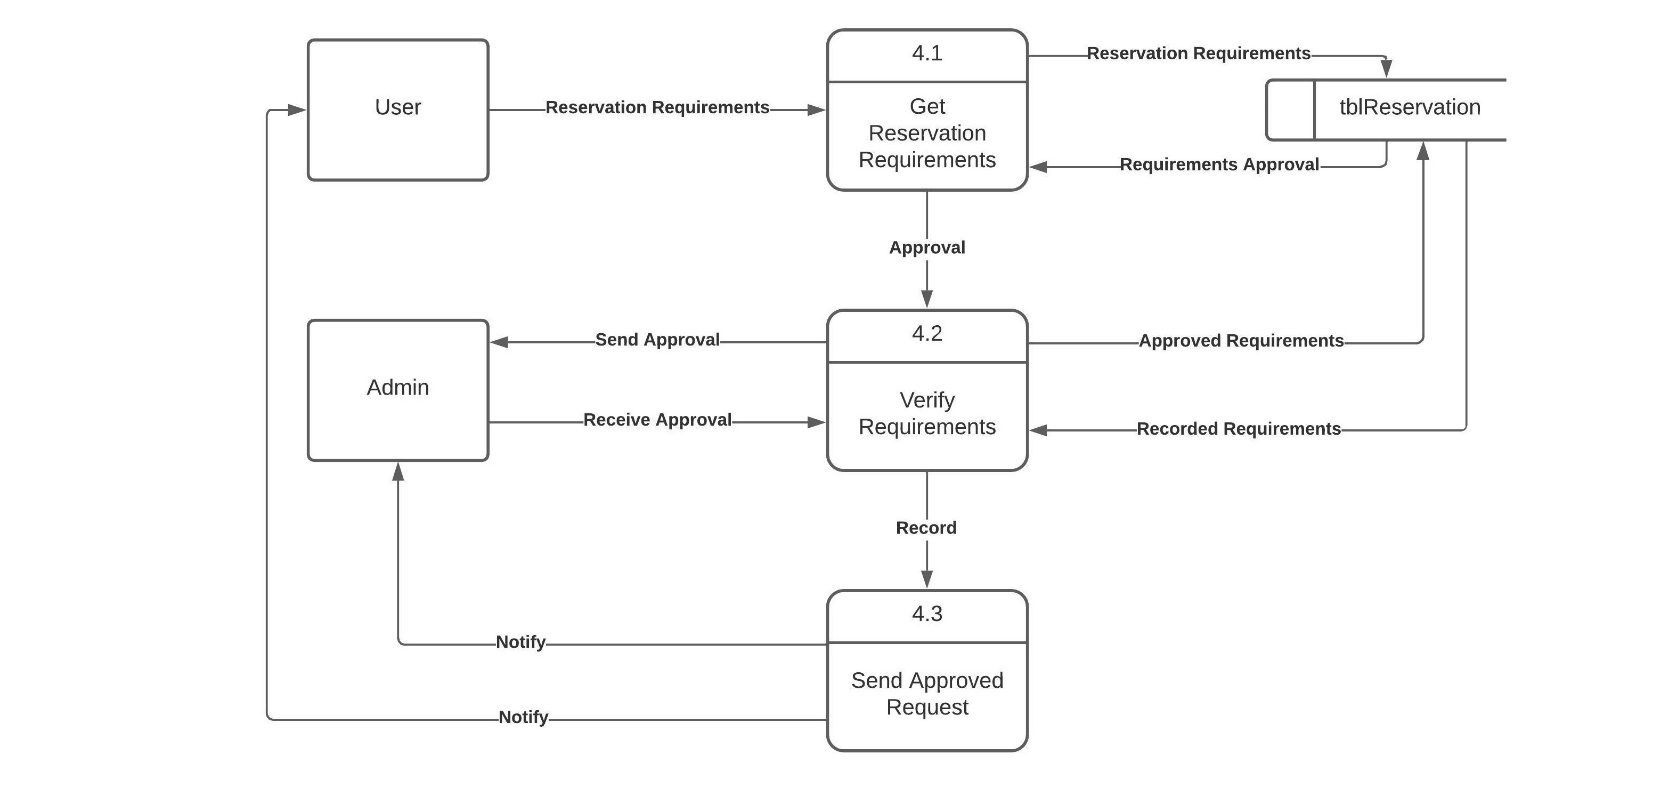 4.1
Reservation Requirements
User
Reservation Requirements
Get
Reservation
Requirements
tblReservation
Requirements Approval
Approval
4.2
Send Approval
Approved Requirements
Admin
Verify
Requirements
Receive Approval
Recorded Requirements
Record
4.3
Notify
Send Approved
Request
Notify